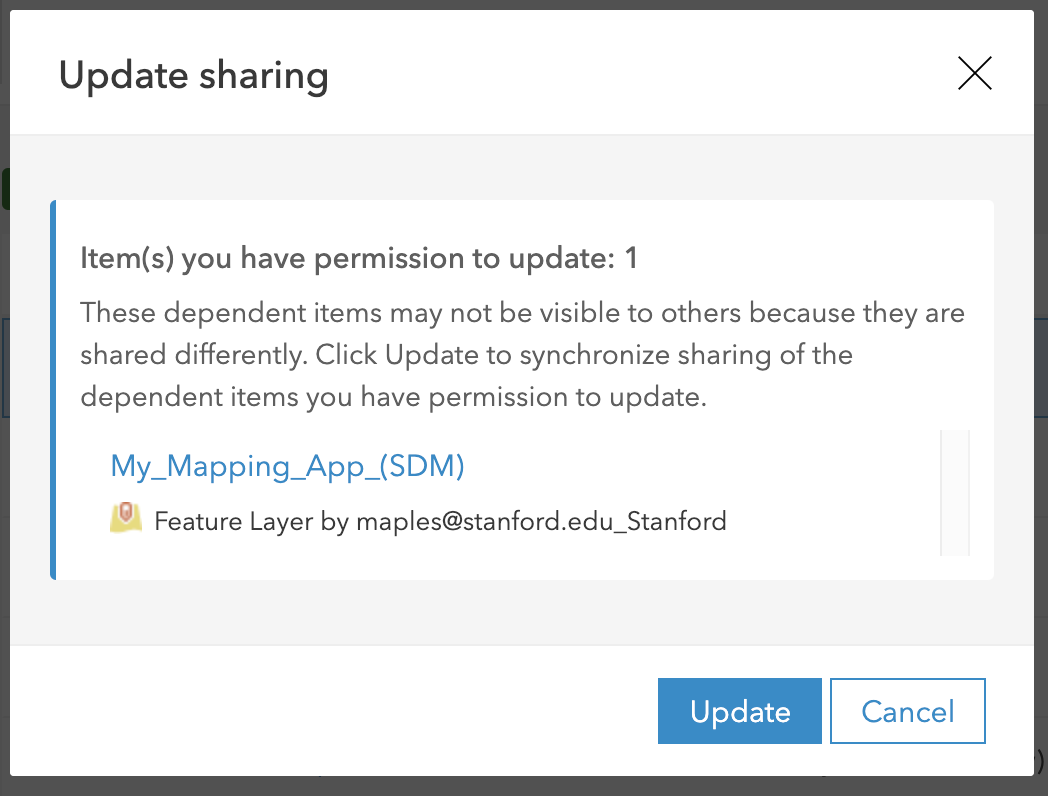 Update sharing
Item(s) you have permission to update: 1
These dependent items may not be visible to others because they are
shared differently. Click Update to synchronize sharing of the
dependent items you have permission to update.
My_Mapping_App_(SDM)
Feature Layer by maples@stanford.edu_Stanford
Update Cancel